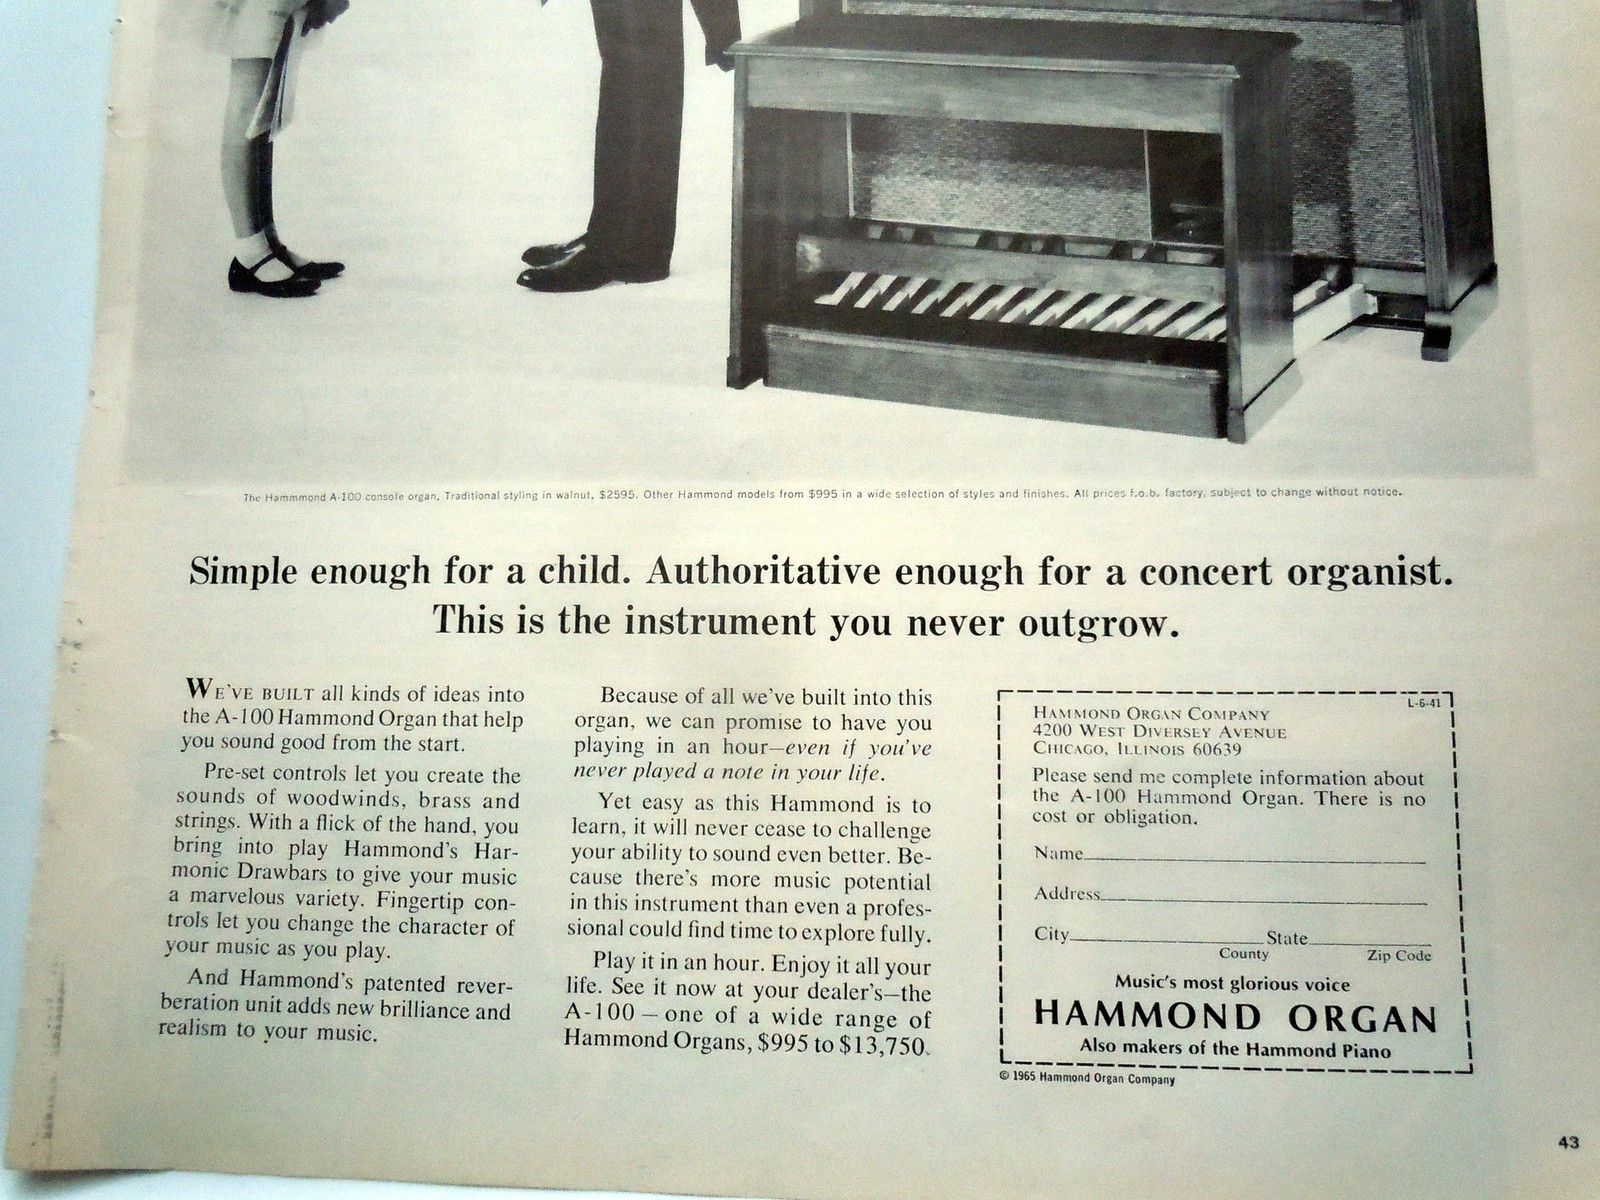 The Hammmond A-100 console organ, Traditional styling in walnut, $2595. Other Hammond models from $995 in a wide selection of styles and finishes. All prices f.o.b. factory, subject to change without notice.
Simple enough for a child. Authoritative enough for a concert organist.
This is the instrument you never outgrow.
WE'VE BUILT all kinds of ideas into
the A-100 Hammond Organ that help
you sound good from the start.
Pre-set controls let you create the
sounds of woodwinds, brass and
strings. With a flick of the hand, you
bring into play Hammond's Har-
monic Drawbars to give your music
a marvelous variety. Fingertip con-
trols let you change the character of
your music as you play.
And Hammond's patented rever-
beration unit adds new brilliance and
realism to your music.
Because of all we've built into this
organ, we can promise to have you
playing in an hour—even if you've
never played a note in your life.
Yet easy as this Hammond is to
learn, it will never cease to challenge
your ability to sound even better. Be-
cause there's more music potential
in this instrument than even a profes-
sional could find time to explore fully.
Play it in an hour. Enjoy it all your
life. See it now at your dealer's—the
A-100 — one of a wide range of
Hammond Organs, $995 to $13,750.
L-6-41
HAMMOND ORGAN COMPANY
4200 WEST DIVERSEY AVENUE
CHICAGO, ILLINOIS 60639
Please send me complete information about
the A-100 Hammond Organ. There is no
cost or obligation.
Name
Address
City State
County Zip Code
Music's most glorious voice
HAMMOND ORGAN
Also makers of the Hammond Piano
© 1965 Hammond Organ Company
43